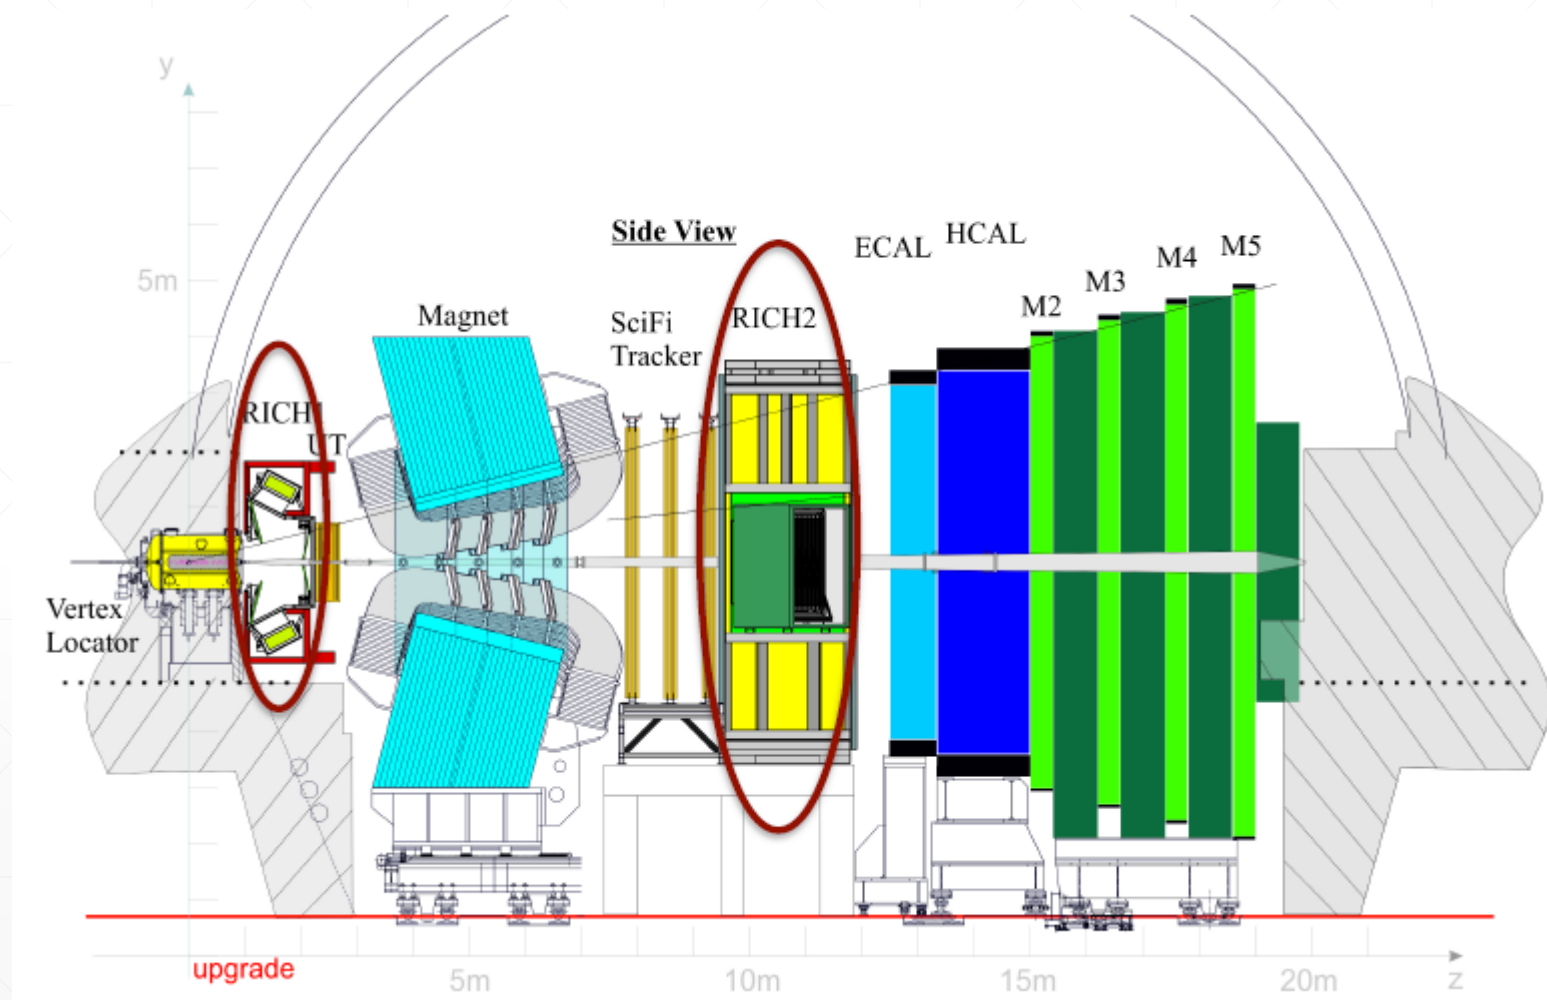 y
Side View
ECAL
HCAL
M5
M4
5m
M3
M2
Magnet
SciFi
Tracker
RICH2
RICH1
UT
Vertex
Locator
upgrade
5m
10m
15m
20m
z